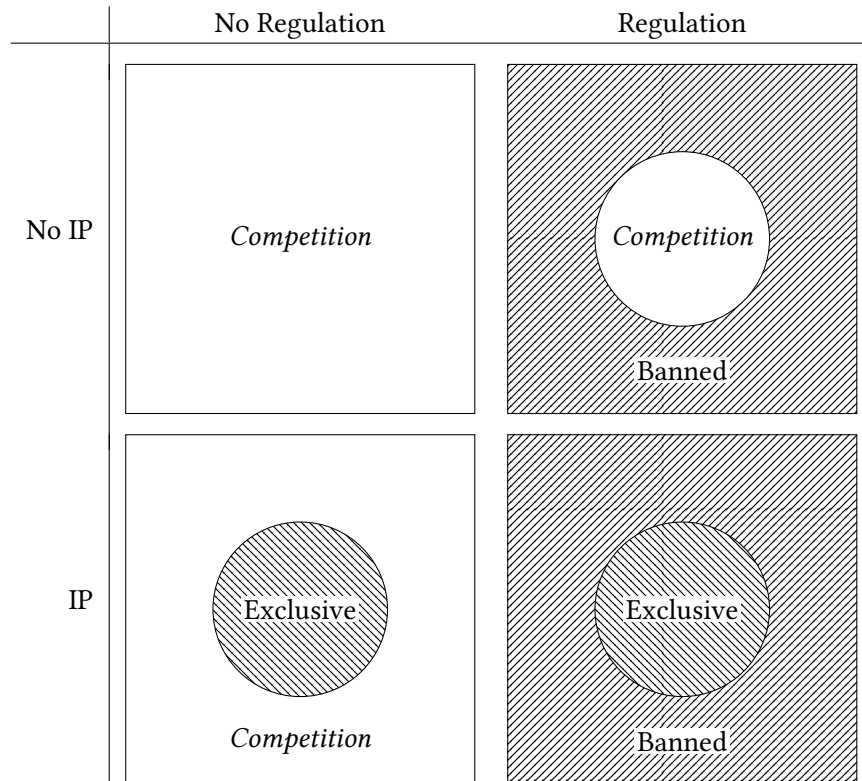 No Regulation
Regulation
No IP
Competition
Competition
Banned
IP
Exclusive
Competition
Exclusive
Banned